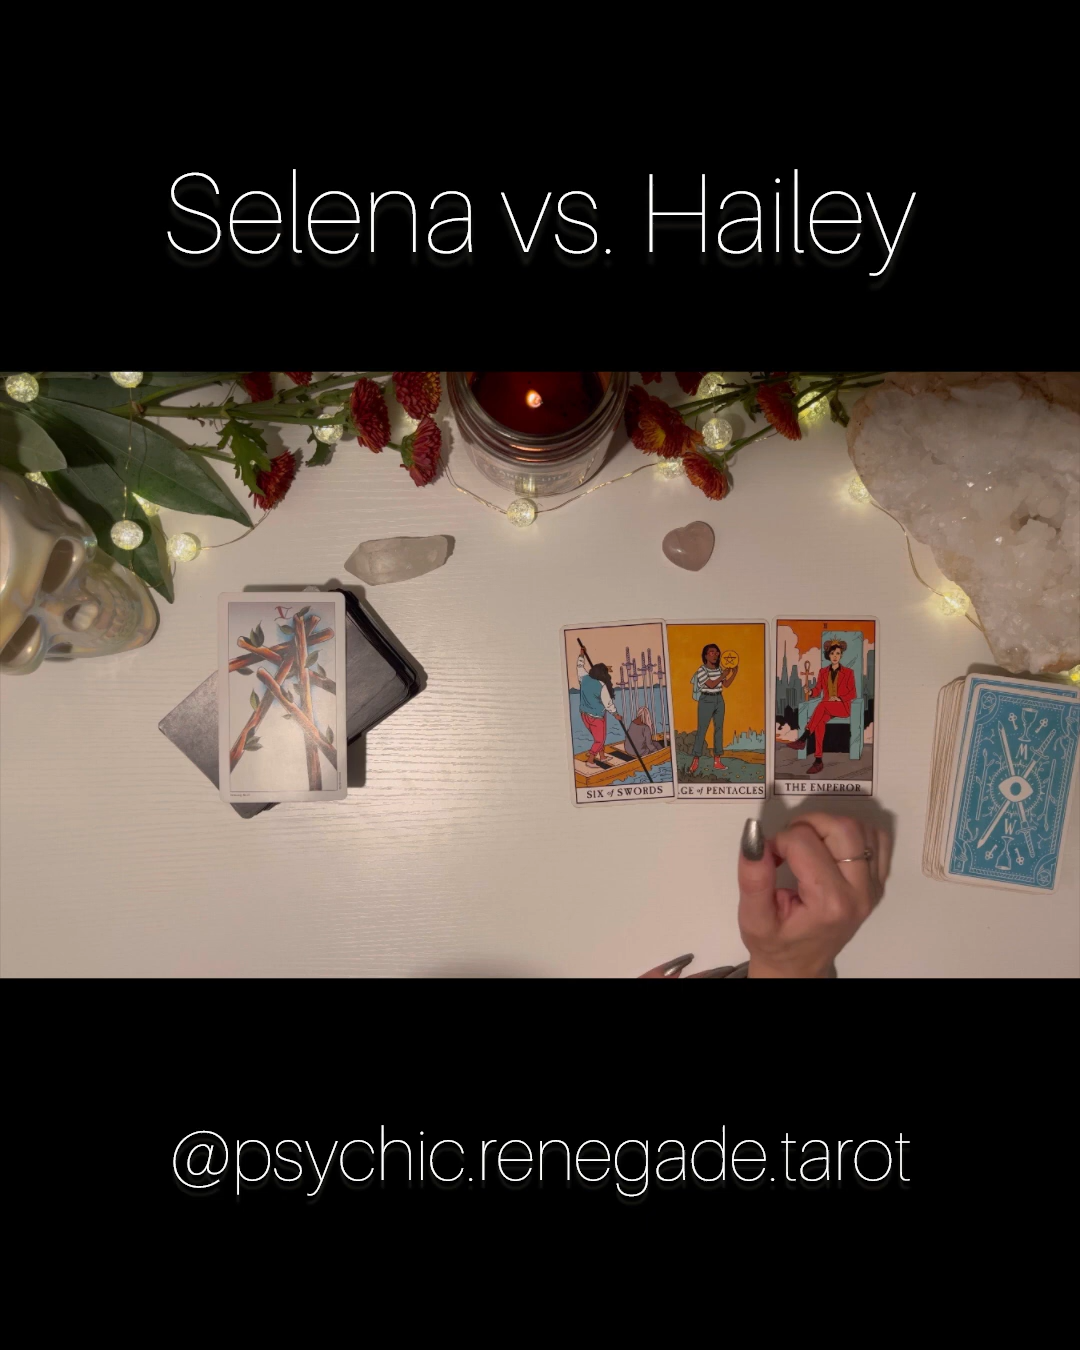 Selena vs. Hailey
V
SIX of SWORDS
GE of PENTACLES
THE EMPEROR
M
W
@psychic.renegade.tarot